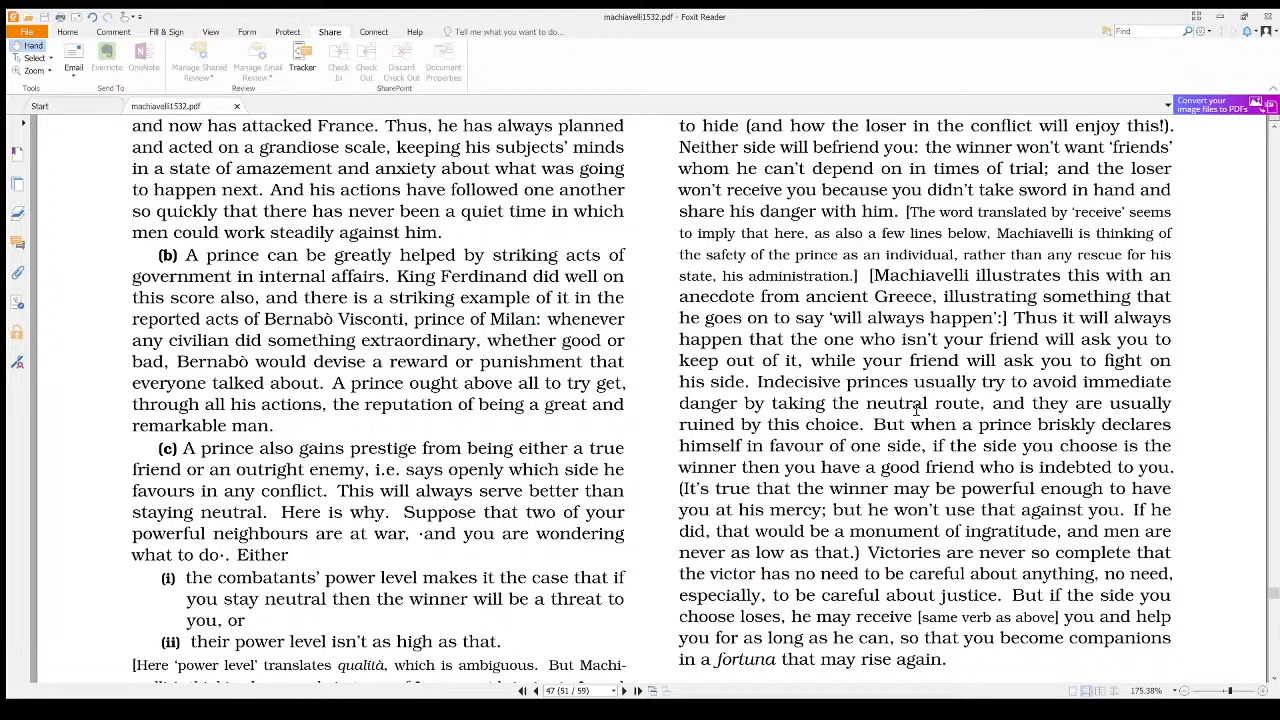 machiavelli1532.pdf - Foxit Reader
File
Home
Comment
Fill & Sign
View
Form
Protect
Share
Connect
Help
Tell me what you want to do...
Find
Hand
Select
Zoom
Tools
Email
Evernote
OneNote
Send To
Manage Shared Review
Manage Email Review
Tracker
Review
Check In
Check Out
Discard Check Out
Document Properties
SharePoint
Start
machiavelli1532.pdf
Convert your
image files to PDFs
and now has attacked France. Thus, he has always planned
and acted on a grandiose scale, keeping his subjects' minds
in a state of amazement and anxiety about what was going
to happen next. And his actions have followed one another
so quickly that there has never been a quiet time in which
men could work steadily against him.
(b) A prince can be greatly helped by striking acts of
government in internal affairs. King Ferdinand did well on
this score also, and there is a striking example of it in the
reported acts of Bernabò Visconti, prince of Milan: whenever
any civilian did something extraordinary, whether good or
bad, Bernabò would devise a reward or punishment that
everyone talked about. A prince ought above all to try get,
through all his actions, the reputation of being a great and
remarkable man.
(c) A prince also gains prestige from being either a true
friend or an outright enemy, i.e. says openly which side he
favours in any conflict. This will always serve better than
staying neutral. Here is why. Suppose that two of your
powerful neighbours are at war, ·and you are wondering
what to do·. Either
(i) the combatants' power level makes it the case that if
you stay neutral then the winner will be a threat to
you, or
(ii) their power level isn't as high as that.
[Here 'power level' translates qualità, which is ambiguous. But Machi-
to hide (and how the loser in the conflict will enjoy this!).
Neither side will befriend you: the winner won't want 'friends'
whom he can't depend on in times of trial; and the loser
won't receive you because you didn't take sword in hand and
share his danger with him. [The word translated by 'receive' seems
to imply that here, as also a few lines below, Machiavelli is thinking of
the safety of the prince as an individual, rather than any rescue for his
state, his administration.] [Machiavelli illustrates this with an
anecdote from ancient Greece, illustrating something that
he goes on to say 'will always happen':] Thus it will always
happen that the one who isn't your friend will ask you to
keep out of it, while your friend will ask you to fight on
his side. Indecisive princes usually try to avoid immediate
danger by taking the neutral route, and they are usually
ruined by this choice. But when a prince briskly declares
himself in favour of one side, if the side you choose is the
winner then you have a good friend who is indebted to you.
(It's true that the winner may be powerful enough to have
you at his mercy; but he won't use that against you. If he
did, that would be a monument of ingratitude, and men are
never as low as that.) Victories are never so complete that
the victor has no need to be careful about anything, no need,
especially, to be careful about justice. But if the side you
choose loses, he may receive [same verb as above] you and help
you for as long as he can, so that you become companions
in a fortuna that may rise again.
47 (51 / 59)
175.38%